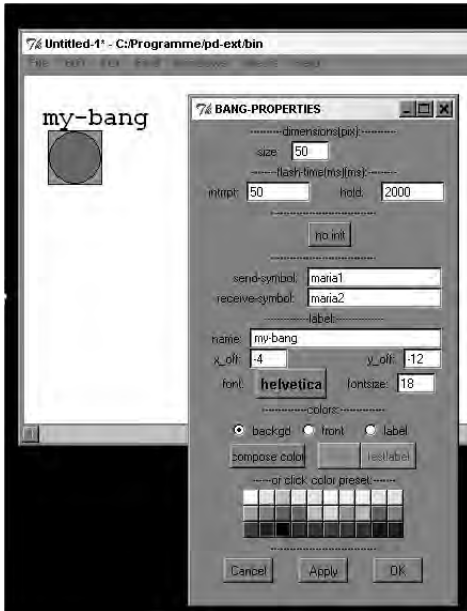 Untitled-1* - C:/Programme/pd-ext/bin
my-bang
BANG-PROPERTIES
--------dimensions(pix):--------
size: 50
------flash-time(ms)(ms):------
intrrpt: 50 hold: 2000
no init
send-symbol: maria1
receive-symbol: maria2
label:
name: my-bang
x_off: -4 y_off: -12
font: helvetica fontsize: 18
colors:
backgd front label
compose color testlabel
------or click color preset:------
Cancel Apply OK